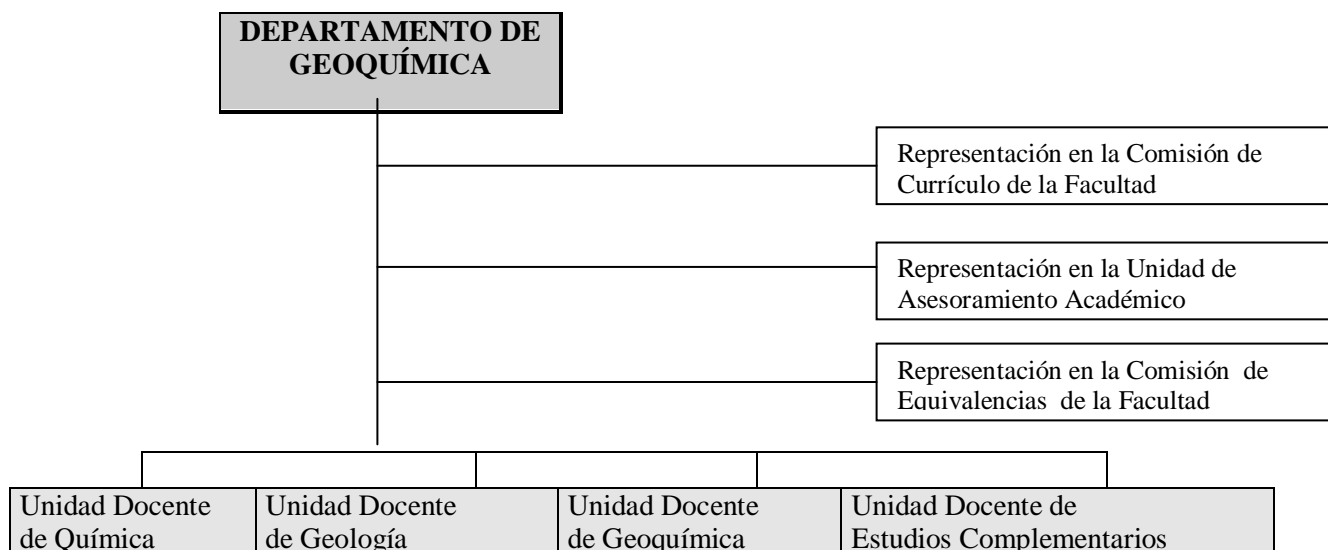 DEPARTAMENTO DE
GEOQUÍMICA
Representación en la Comisión de
Currículo de la Facultad
Representación en la Unidad de
Asesoramiento Académico
Representación en la Comisión de
Equivalencias de la Facultad
Unidad Docente
de Química
Unidad Docente
de Geología
Unidad Docente
de Geoquímica
Unidad Docente de
Estudios Complementarios